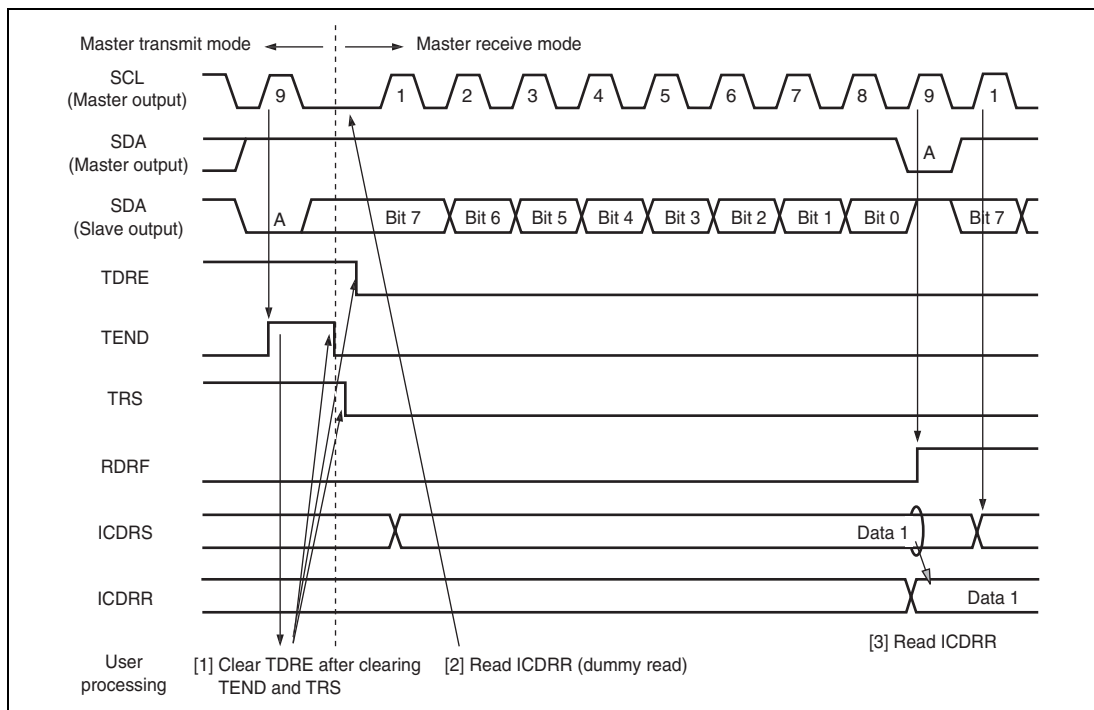 Master transmit mode
Master receive mode
SCL
(Master output)
9 1 2 3 4 5 6 7 8 9 1
SDA
(Master output)
A
SDA
(Slave output)
A Bit 7 Bit 6 Bit 5 Bit 4 Bit 3 Bit 2 Bit 1 Bit 0 Bit 7
TDRE
TEND
TRS
RDRF
ICDRS
Data 1
ICDRR
Data 1
User
processing
[1] Clear TDRE after clearing
TEND and TRS
[2] Read ICDRR (dummy read)
[3] Read ICDRR